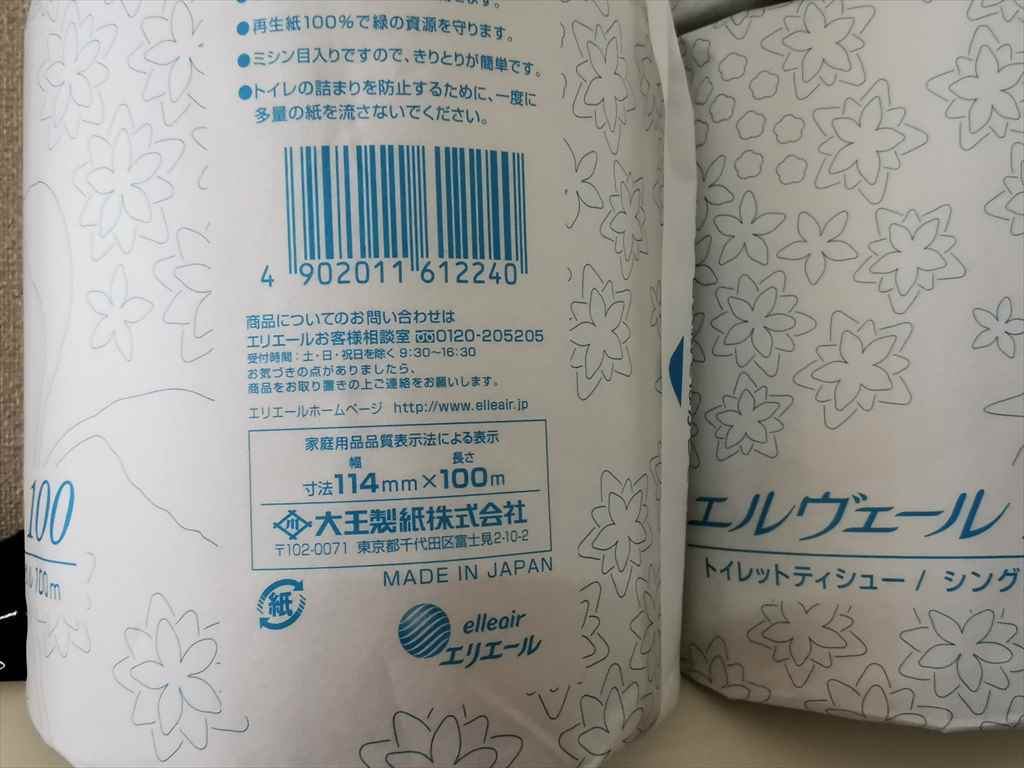 ●再生紙100%で緑の資源を守ります。
●ミシン目入りですので、きりとりが簡単です。
●トイレの詰まりを防止するために、一度に
多量の紙を流さないでください。
4 902011 612240
商品についてのお問い合わせは
エリエールお客様相談室 0120-205205
受付時間：土・日・祝日を除く 9:30〜16:30
お気づきの点がありましたら、
商品をお取り置きの上ご連絡をお願いします。
エリエールホームページ http://www.elleair.jp
家庭用品品質表示法による表示
幅 長さ
寸法114mm×100m
大王製紙株式会社
〒102-0071 東京都千代田区富士見2-10-2
MADE IN JAPAN
紙
elleair
エリエール
100
100m
エルヴェール
トイレットティシュー / シング